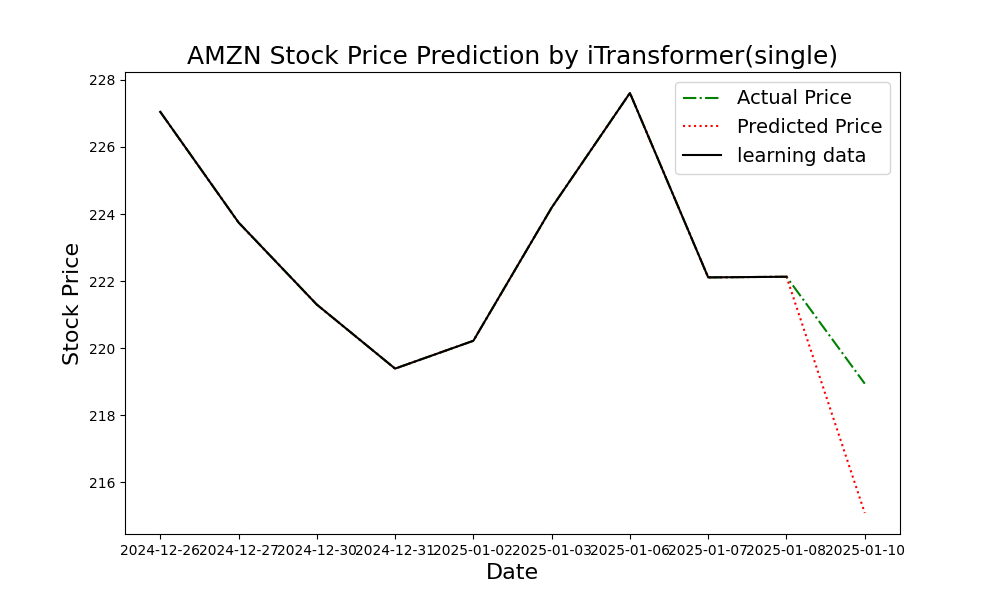 AMZN Stock Price Prediction by iTransformer(single)
228
226
224
222
220
218
216
Stock Price
Actual Price
Predicted Price
learning data
2024-12-26 2024-12-27 2024-12-30 2024-12-31 2025-01-02 2025-01-03 2025-01-06 2025-01-07 2025-01-08 2025-01-10
Date